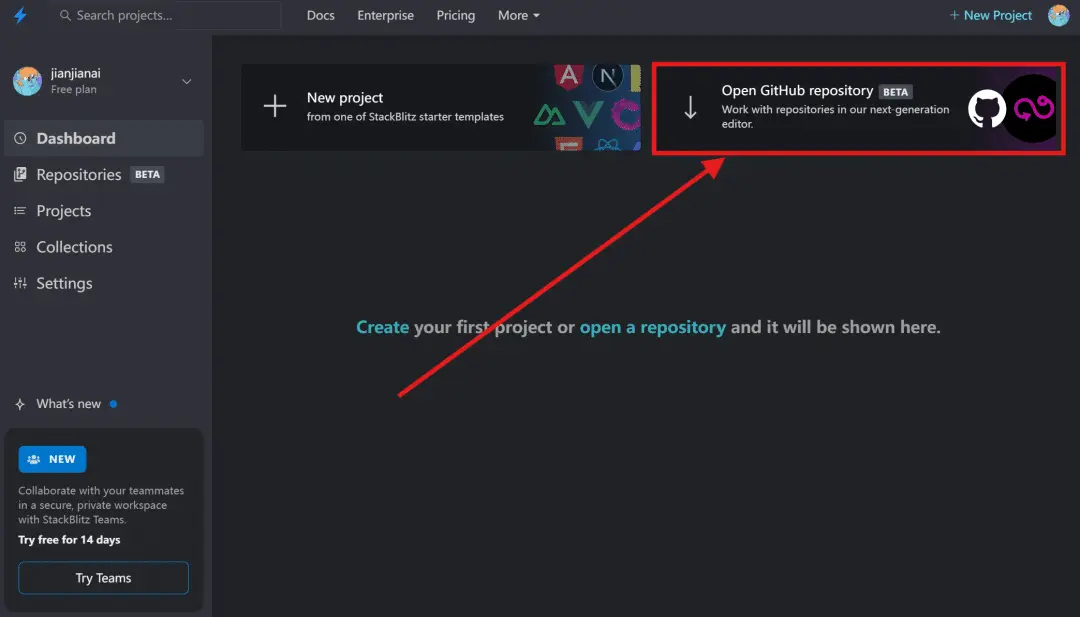 Search projects...
Docs
Enterprise
Pricing
More
+ New Project
jianjianai
Free plan
Dashboard
Repositories BETA
Projects
Collections
Settings
What's new
NEW
Collaborate with your teammates
in a secure, private workspace
with StackBlitz Teams.
Try free for 14 days
Try Teams
New project
from one of StackBlitz starter templates
Open GitHub repository BETA
Work with repositories in our next-generation
editor.
Create your first project or open a repository and it will be shown here.